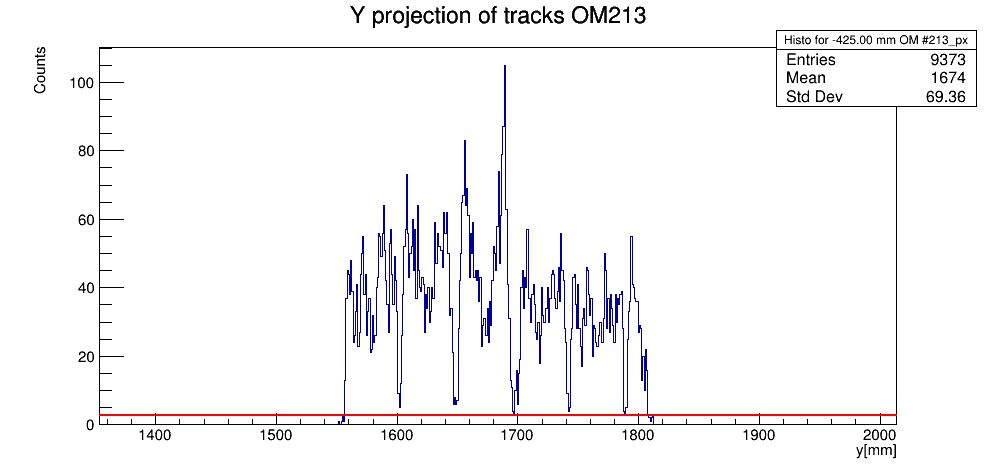 Y projection of tracks OM213
Histo for -425.00 mm OM #213_px
Entries 9373
Mean 1674
Std Dev 69.36
Counts
100
80
60
40
20
0
1400 1500 1600 1700 1800 1900 2000
y[mm]